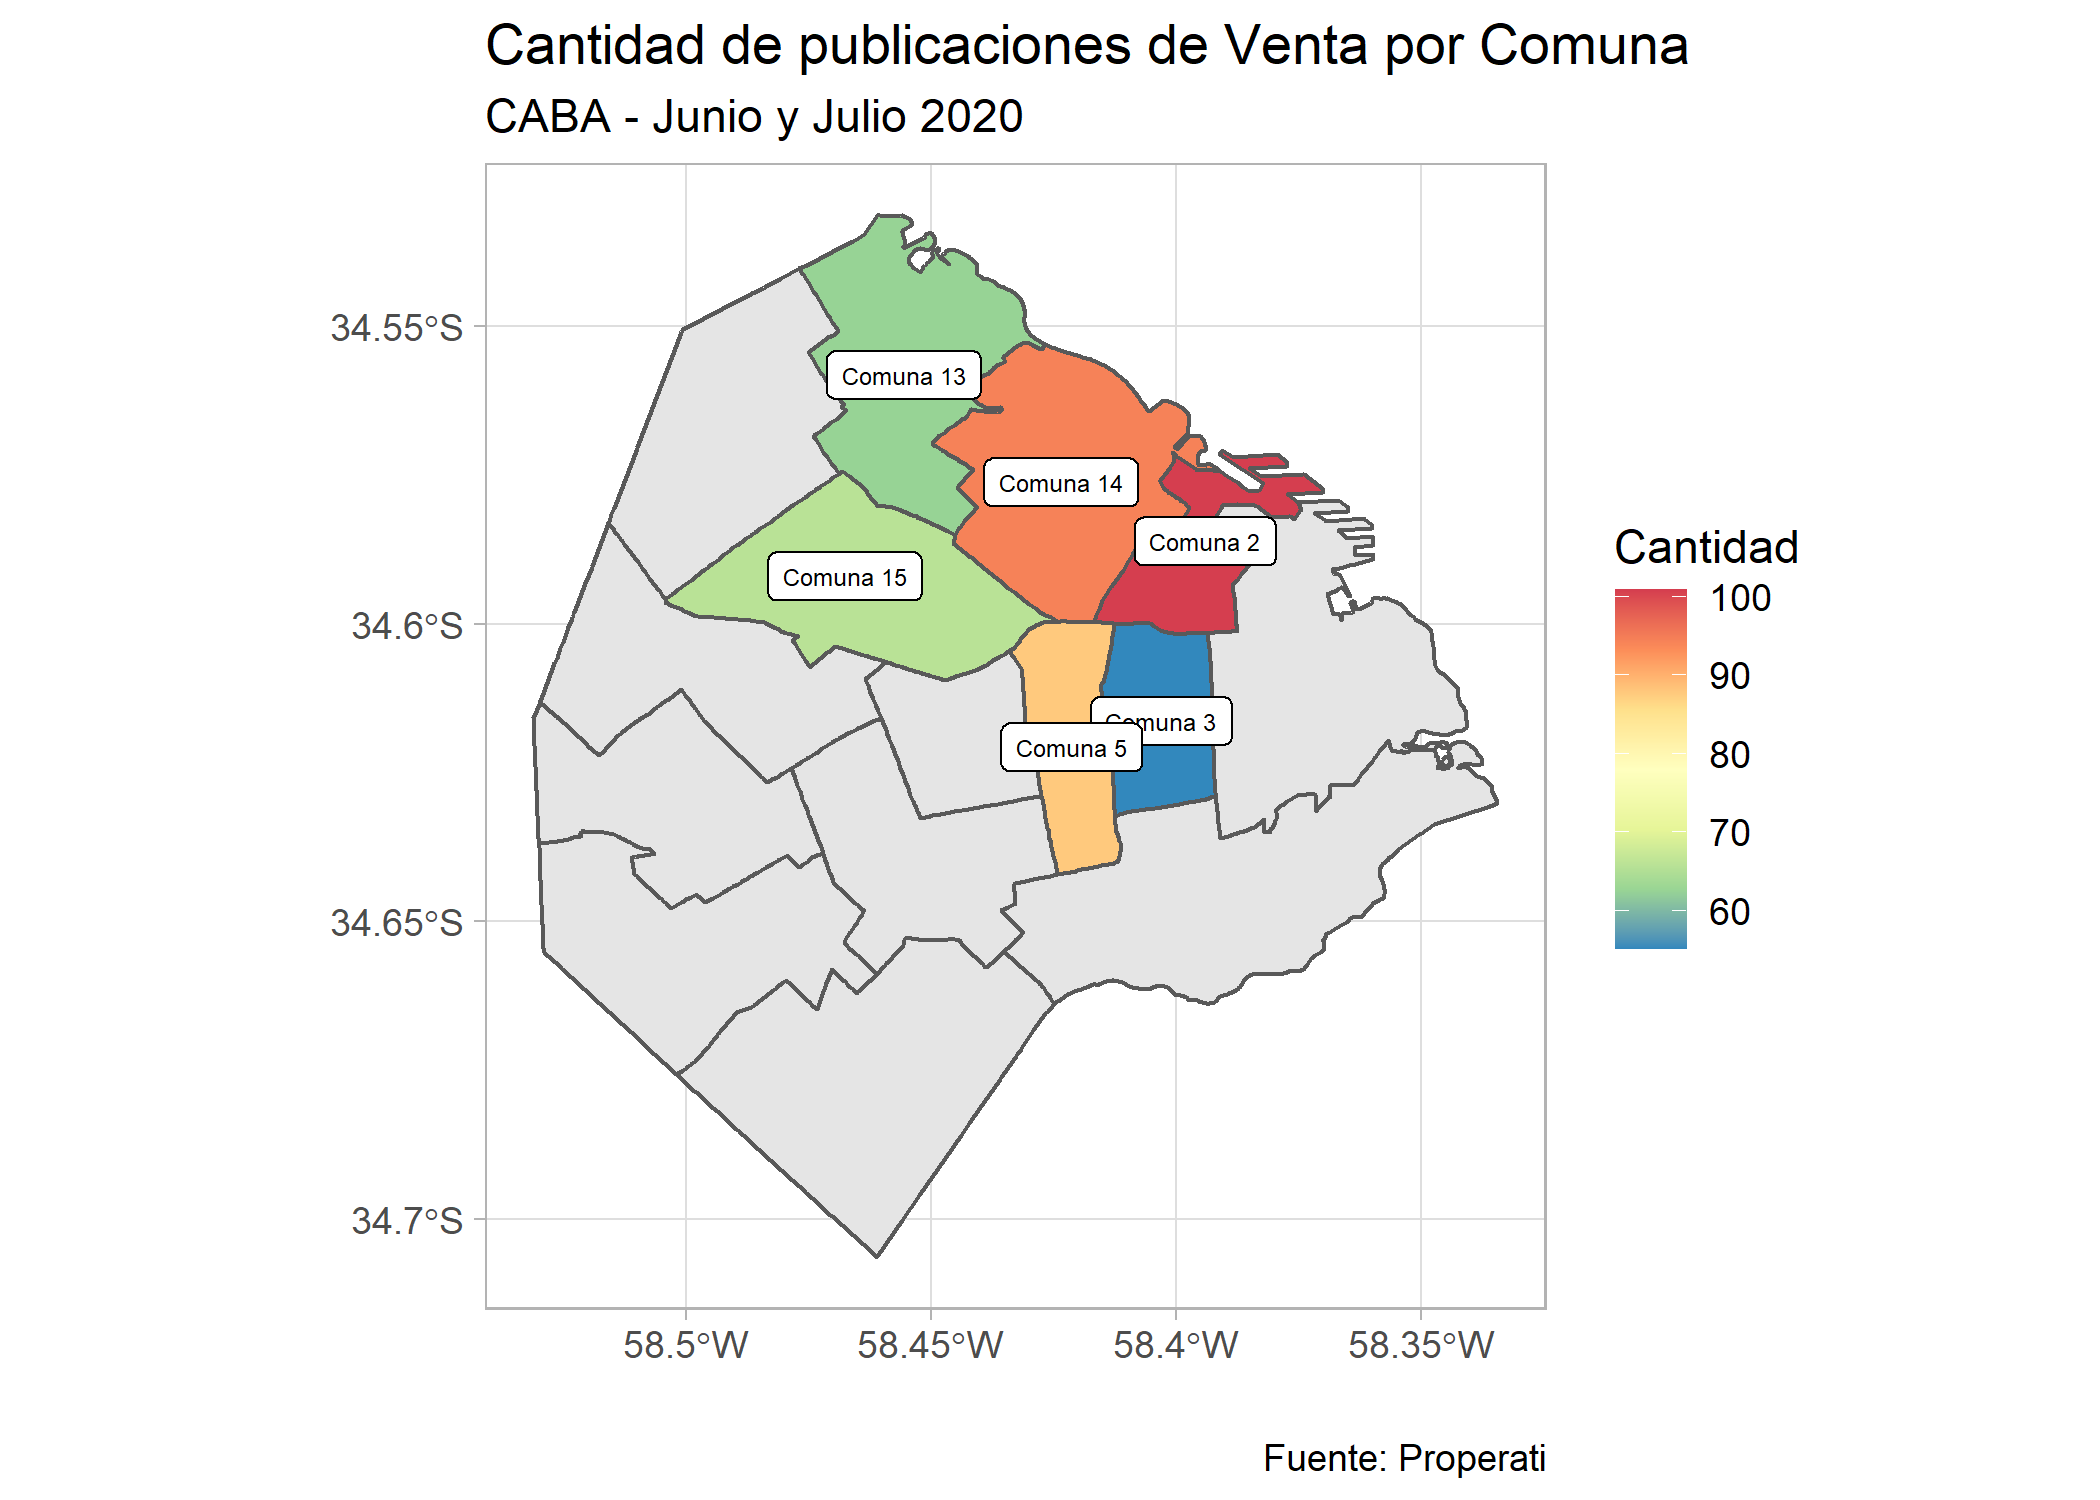 Cantidad de publicaciones de Venta por Comuna
CABA - Junio y Julio 2020
34.55°S
34.6°S
34.65°S
34.7°S
58.5°W
58.45°W
58.4°W
58.35°W
Comuna 13
Comuna 14
Comuna 2
Comuna 15
Comuna 3
Comuna 5
Cantidad
100
90
80
70
60
Fuente: Properati